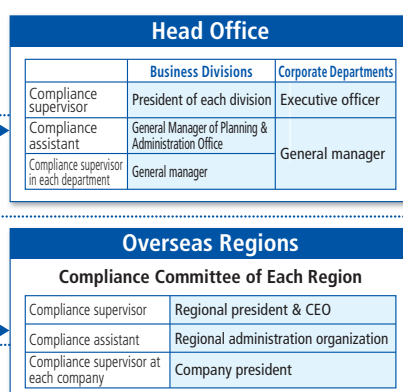 Head Office
Business Divisions Corporate Departments
Compliance
supervisor
President of each division Executive officer
Compliance
assistant
General Manager of Planning &
Administration Office
General manager
Compliance supervisor
in each department
General manager
Overseas Regions
Compliance Committee of Each Region
Compliance supervisor Regional president & CEO
Compliance assistant Regional administration organization
Compliance supervisor at
each company
Company president